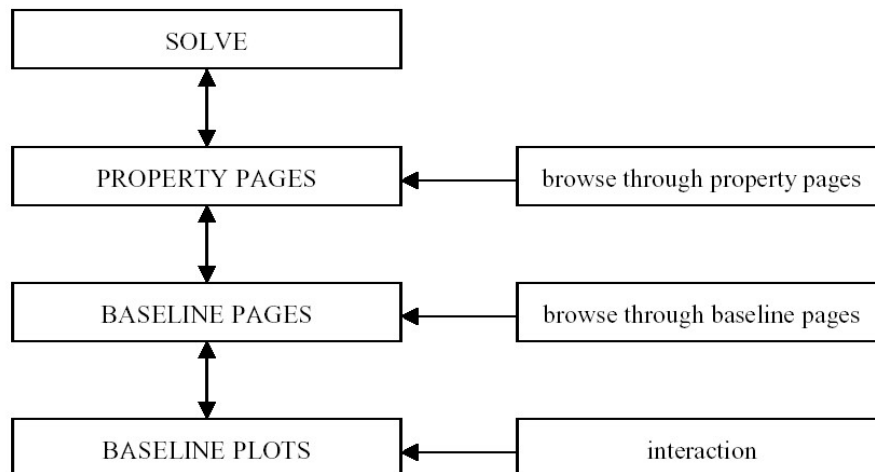 SOLVE
PROPERTY PAGES
browse through property pages
BASELINE PAGES
browse through baseline pages
BASELINE PLOTS
interaction